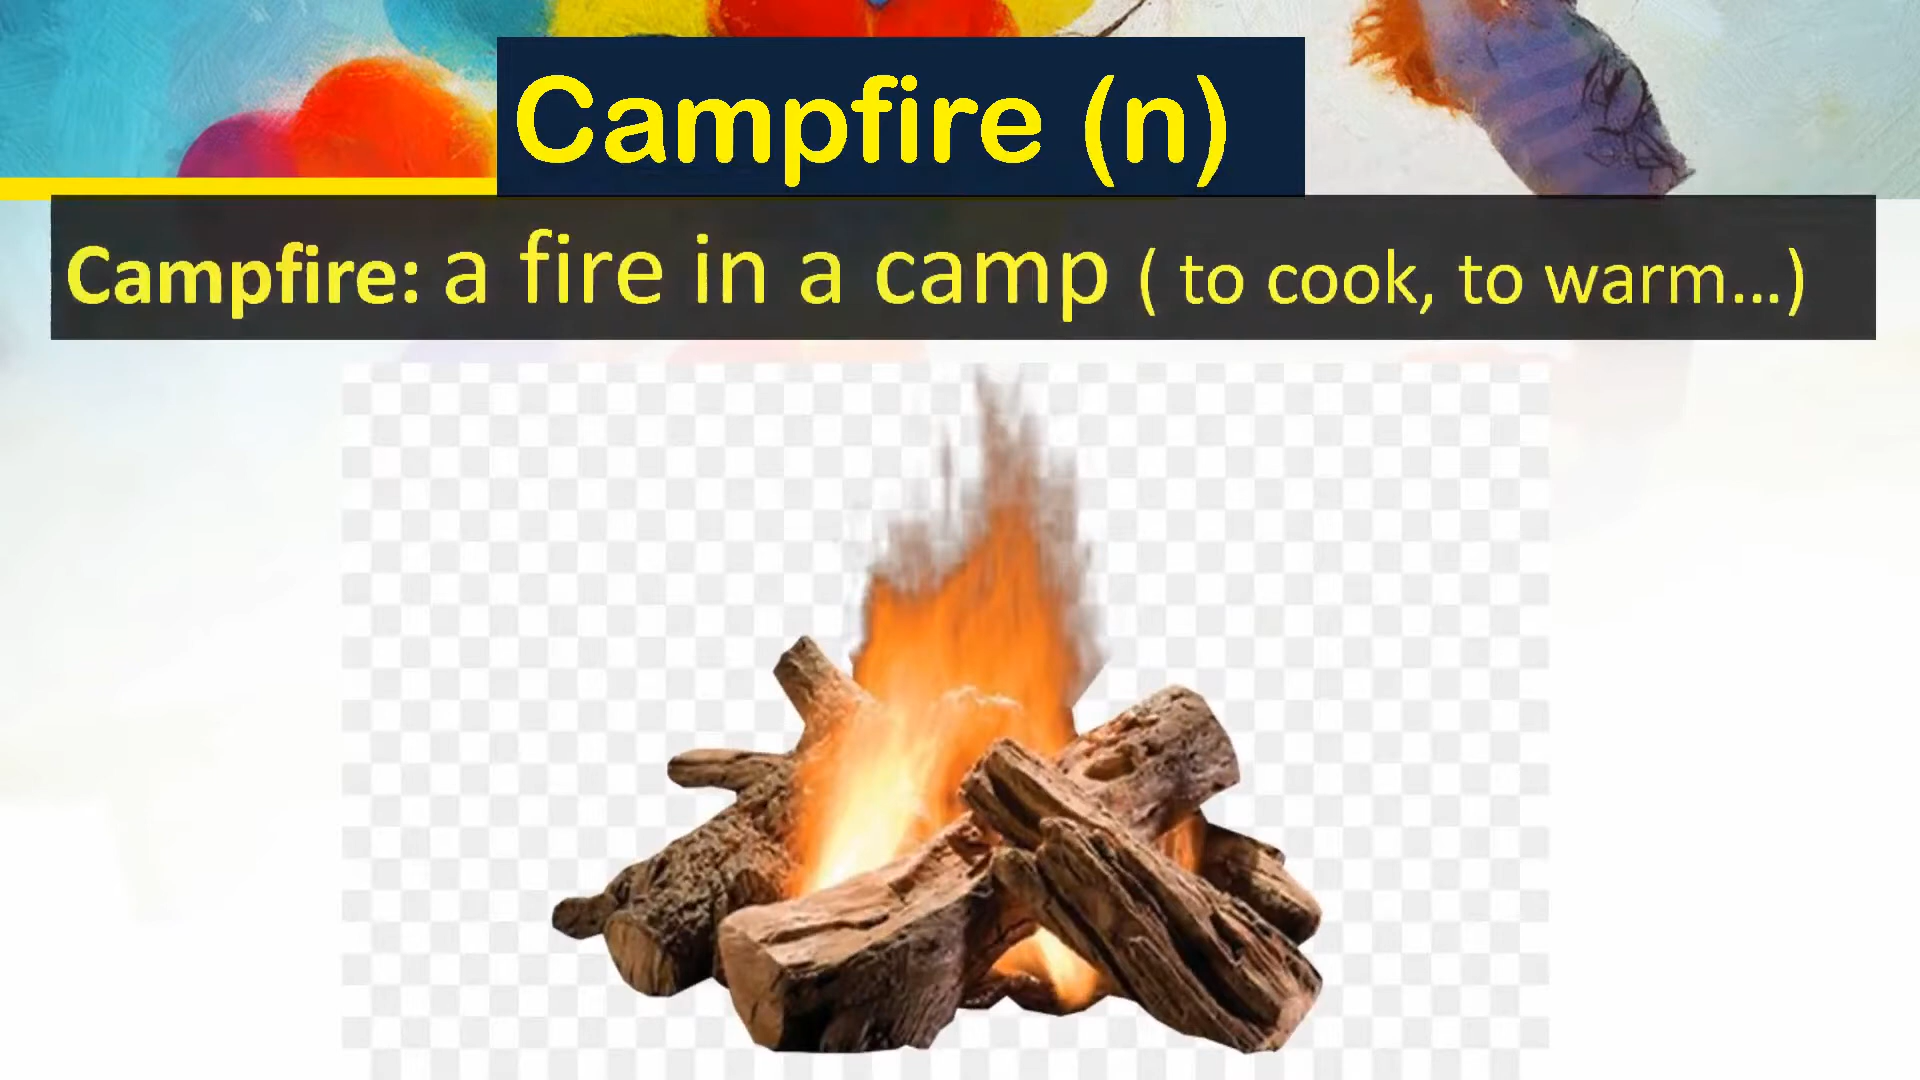 Campfire (n)
Campfire: a fire in a camp ( to cook, to warm...)